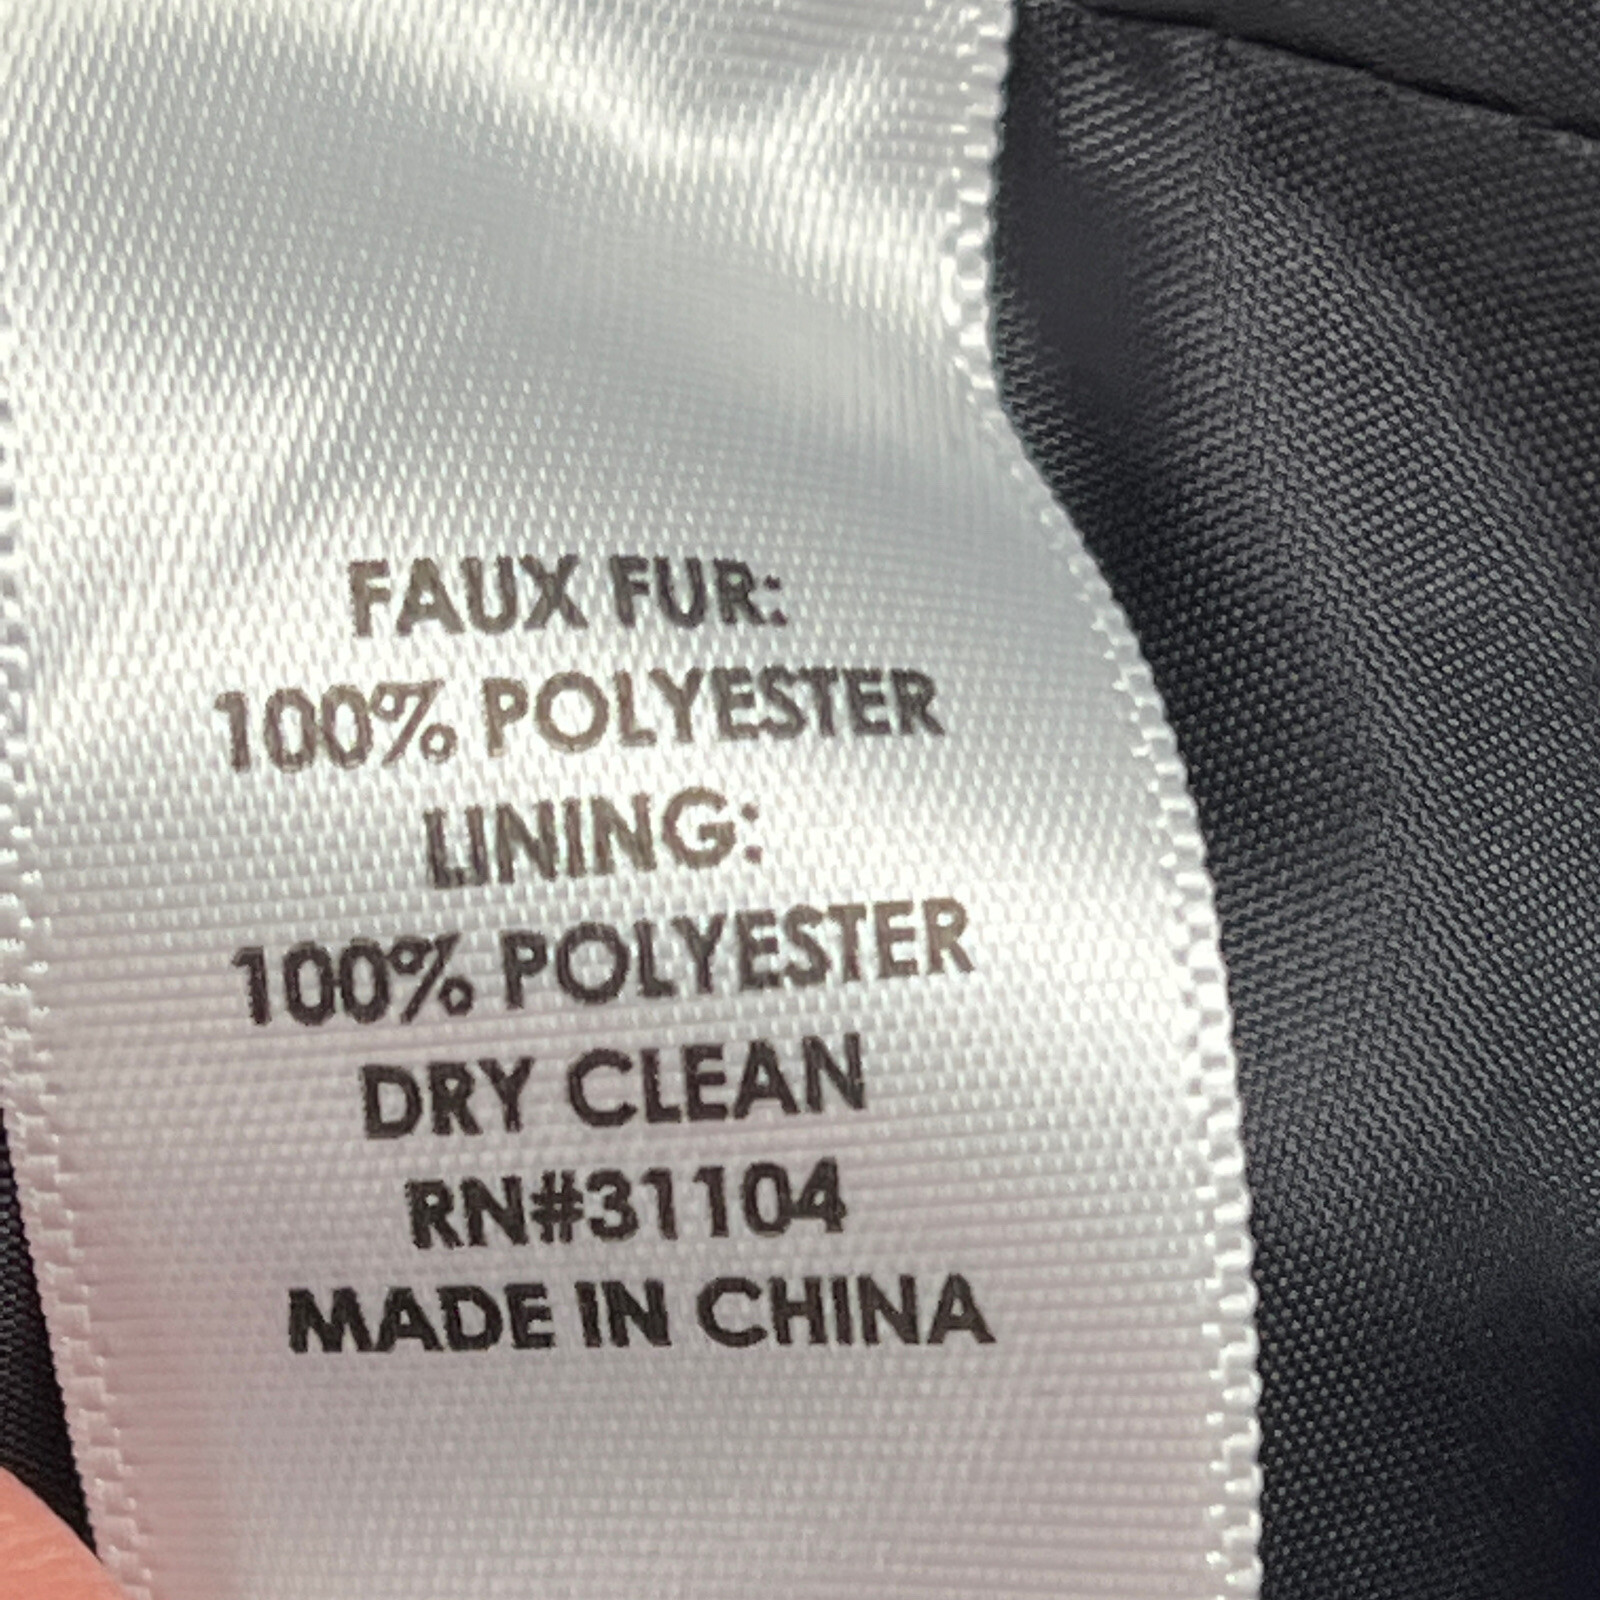 FAUX FUR:
100% POLYESTER
LINING:
100% POLYESTER
DRY CLEAN
RN#31104
MADE IN CHINA